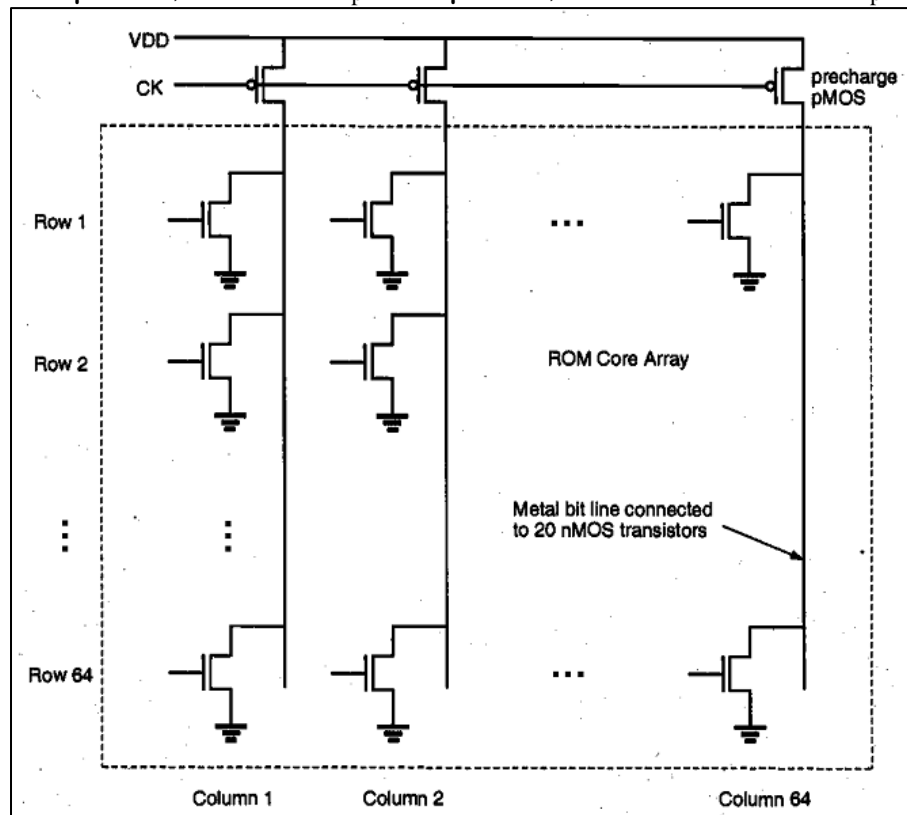 VDD
CK
precharge
pMOS
Row 1
...
Row 2
ROM Core Array
Metal bit line connected
to 20 nMOS transistors
Row 64
...
Column 1 Column 2 Column 64